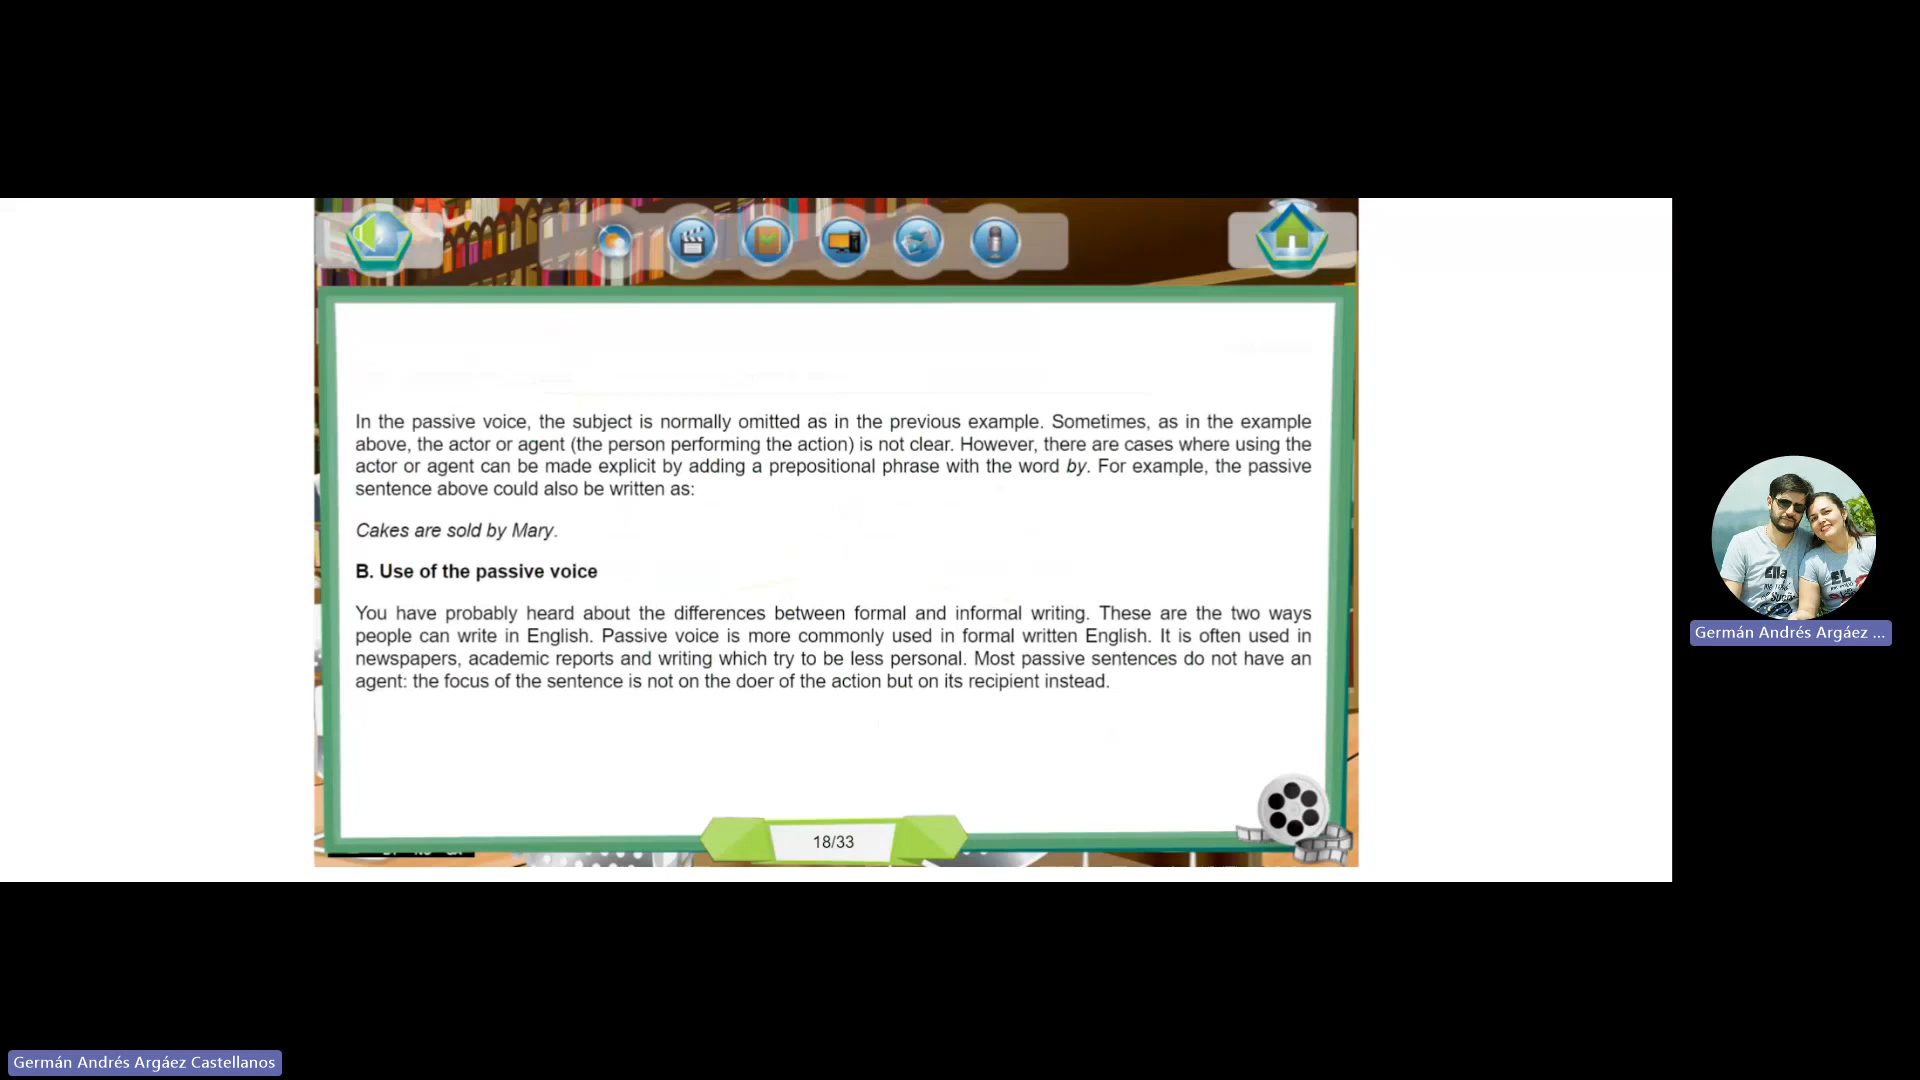 In the passive voice, the subject is normally omitted as in the previous example. Sometimes, as in the example
above, the actor or agent (the person performing the action) is not clear. However, there are cases where using the
actor or agent can be made explicit by adding a prepositional phrase with the word by. For example, the passive
sentence above could also be written as:
Cakes are sold by Mary.
B. Use of the passive voice
You have probably heard about the differences between formal and informal writing. These are the two ways
people can write in English. Passive voice is more commonly used in formal written English. It is often used in
newspapers, academic reports and writing which try to be less personal. Most passive sentences do not have an
agent: the focus of the sentence is not on the doer of the action but on its recipient instead.
18/33
Ella
EL
Germán Andrés Argáez ...
Germán Andrés Argáez Castellanos